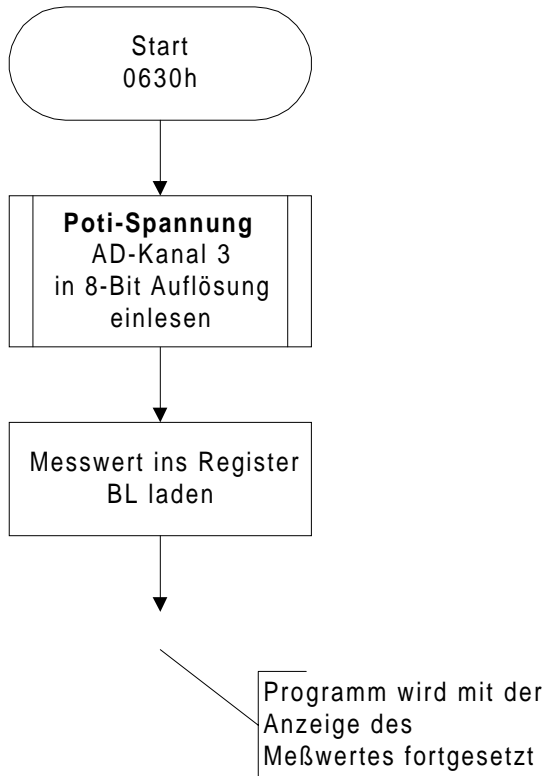 Start
0630h
Poti-Spannung
AD-Kanal 3
in 8-Bit Auflösung
einlesen
Messwert ins Register
BL laden
Programm wird mit der
Anzeige des
Meßwertes fortgesetzt